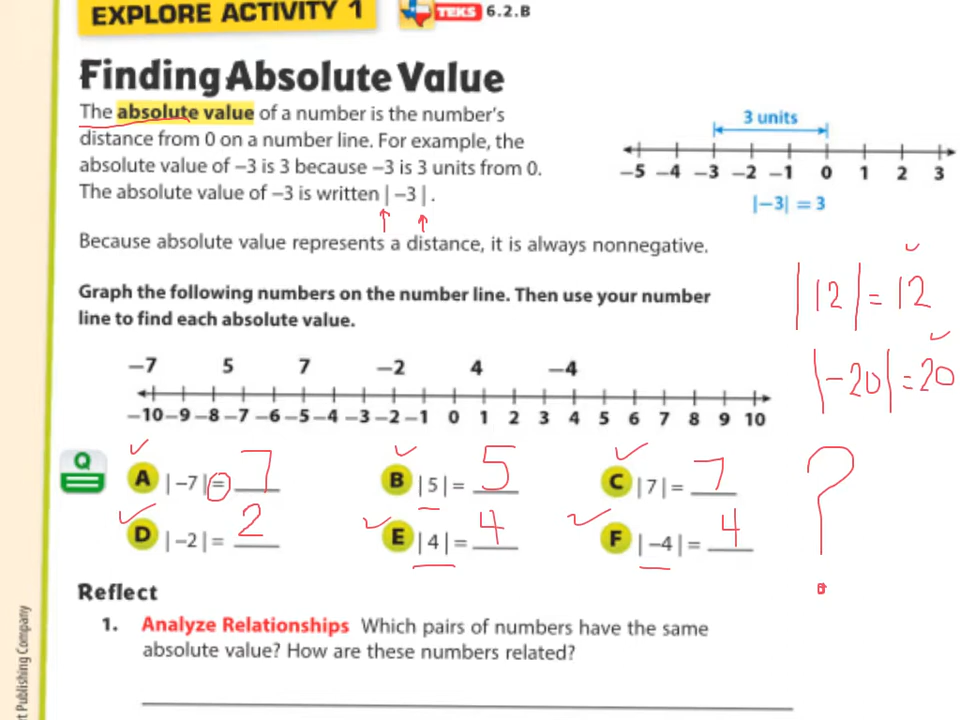 EXPLORE ACTIVITY 1 TEKS 6.2.B
Finding Absolute Value
The absolute value of a number is the number's
distance from 0 on a number line. For example, the
absolute value of −3 is 3 because −3 is 3 units from 0.
The absolute value of −3 is written | −3 | .
3 units
−5 −4 −3 −2 −1 0 1 2 3
|−3| = 3
Because absolute value represents a distance, it is always nonnegative.
|12| = 12
|−20| = 20
Graph the following numbers on the number line. Then use your number
line to find each absolute value.
−7 5 7 −2 4 −4
−10 −9 −8 −7 −6 −5 −4 −3 −2 −1 0 1 2 3 4 5 6 7 8 9 10
Q
A | −7 | = 7 B | 5 | = 5 C | 7 | = 7
D | −2 | = 2 E | 4 | = 4 F | −4 | = 4
?
Reflect
1. Analyze Relationships Which pairs of numbers have the same
absolute value? How are these numbers related?
rt Publishing Company